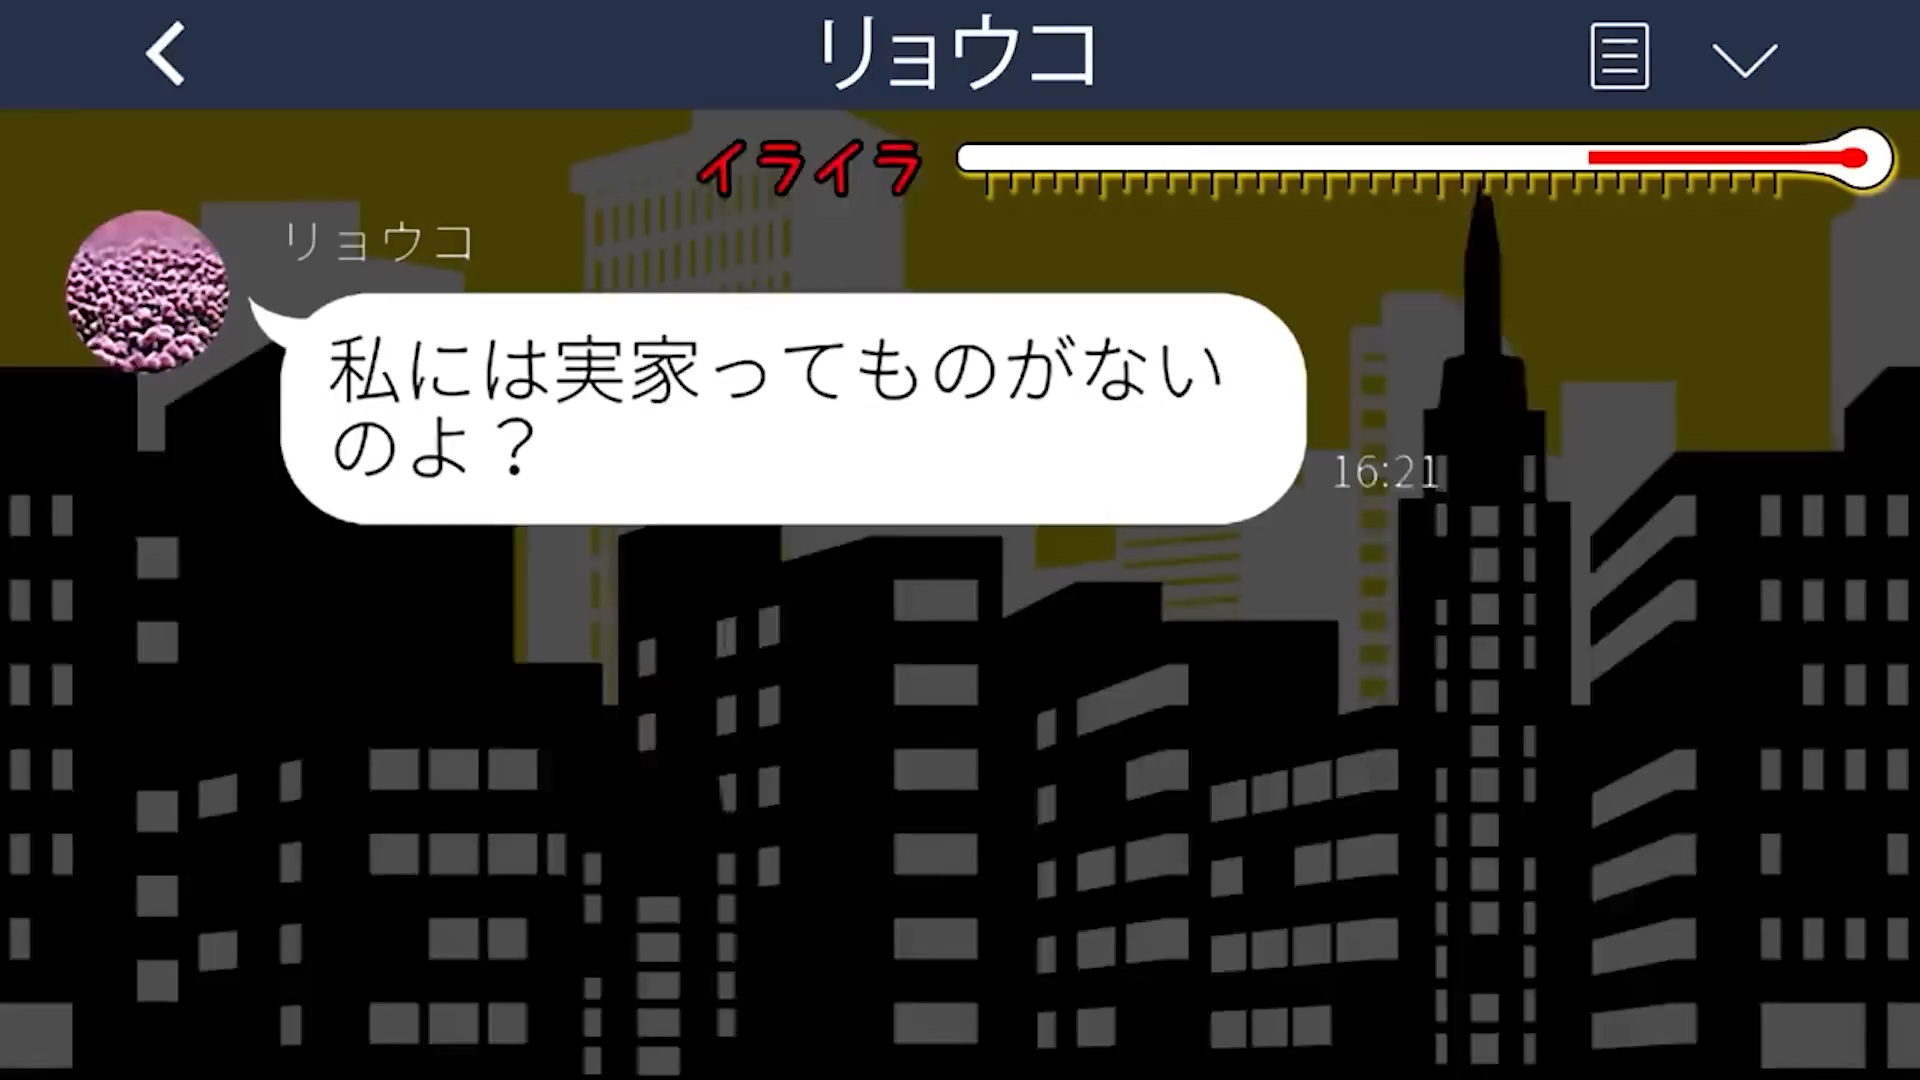 リョウコ
イライラ
リョウコ
私には実家ってものがない
のよ？
16:21